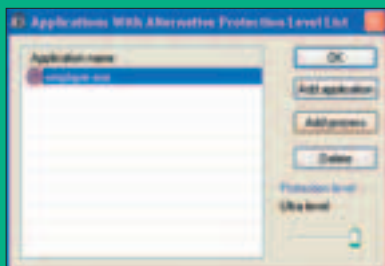 Applications With Alternative Protection Level List
Application name
OK
Add application
Add process
Delete
Protection level
Ultra level